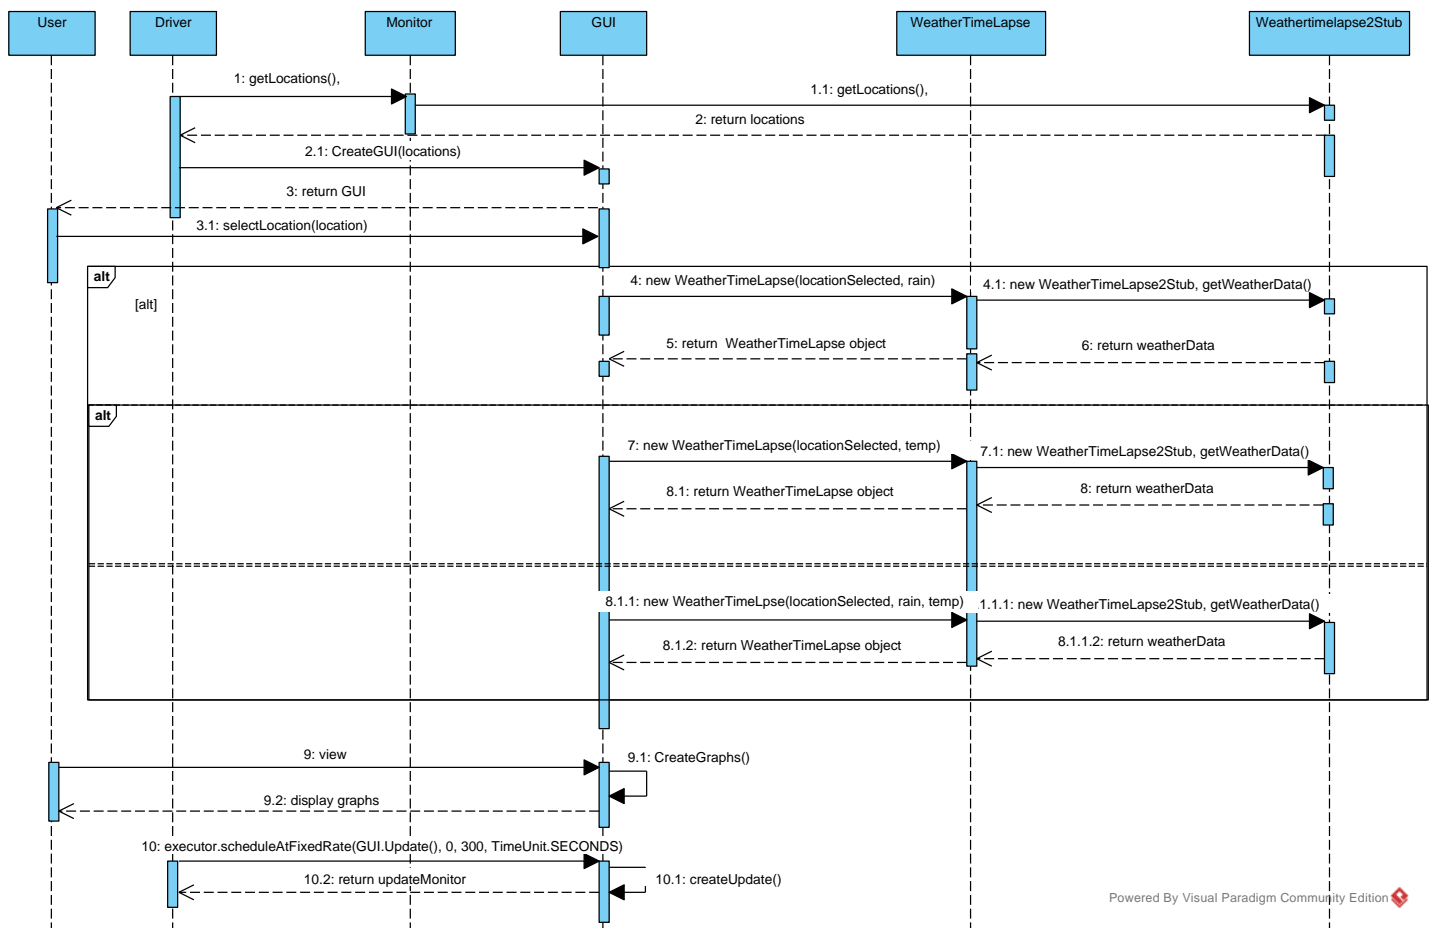 User
Driver
Monitor
GUI
WeatherTimeLapse
Weathertimelapse2Stub
1: getLocations(),
1.1: getLocations(),
2: return locations
2.1: CreateGUI(locations)
3: return GUI
3.1: selectLocation(location)
alt
[alt]
4: new WeatherTimeLapse(locationSelected, rain)
4.1: new WeatherTimeLapse2Stub, getWeatherData()
5: return  WeatherTimeLapse object
6: return weatherData
alt
7: new WeatherTimeLapse(locationSelected, temp)
7.1: new WeatherTimeLapse2Stub, getWeatherData()
8.1: return WeatherTimeLapse object
8: return weatherData
8.1.1: new WeatherTimeLpse(locationSelected, rain, temp)
.1.1.1: new WeatherTimeLapse2Stub, getWeatherData()
8.1.2: return WeatherTimeLapse object
8.1.1.2: return weatherData
9: view
9.1: CreateGraphs()
9.2: display graphs
10: executor.scheduleAtFixedRate(GUI.Update(), 0, 300, TimeUnit.SECONDS)
10.2: return updateMonitor
10.1: createUpdate()
Powered By Visual Paradigm Community Edition